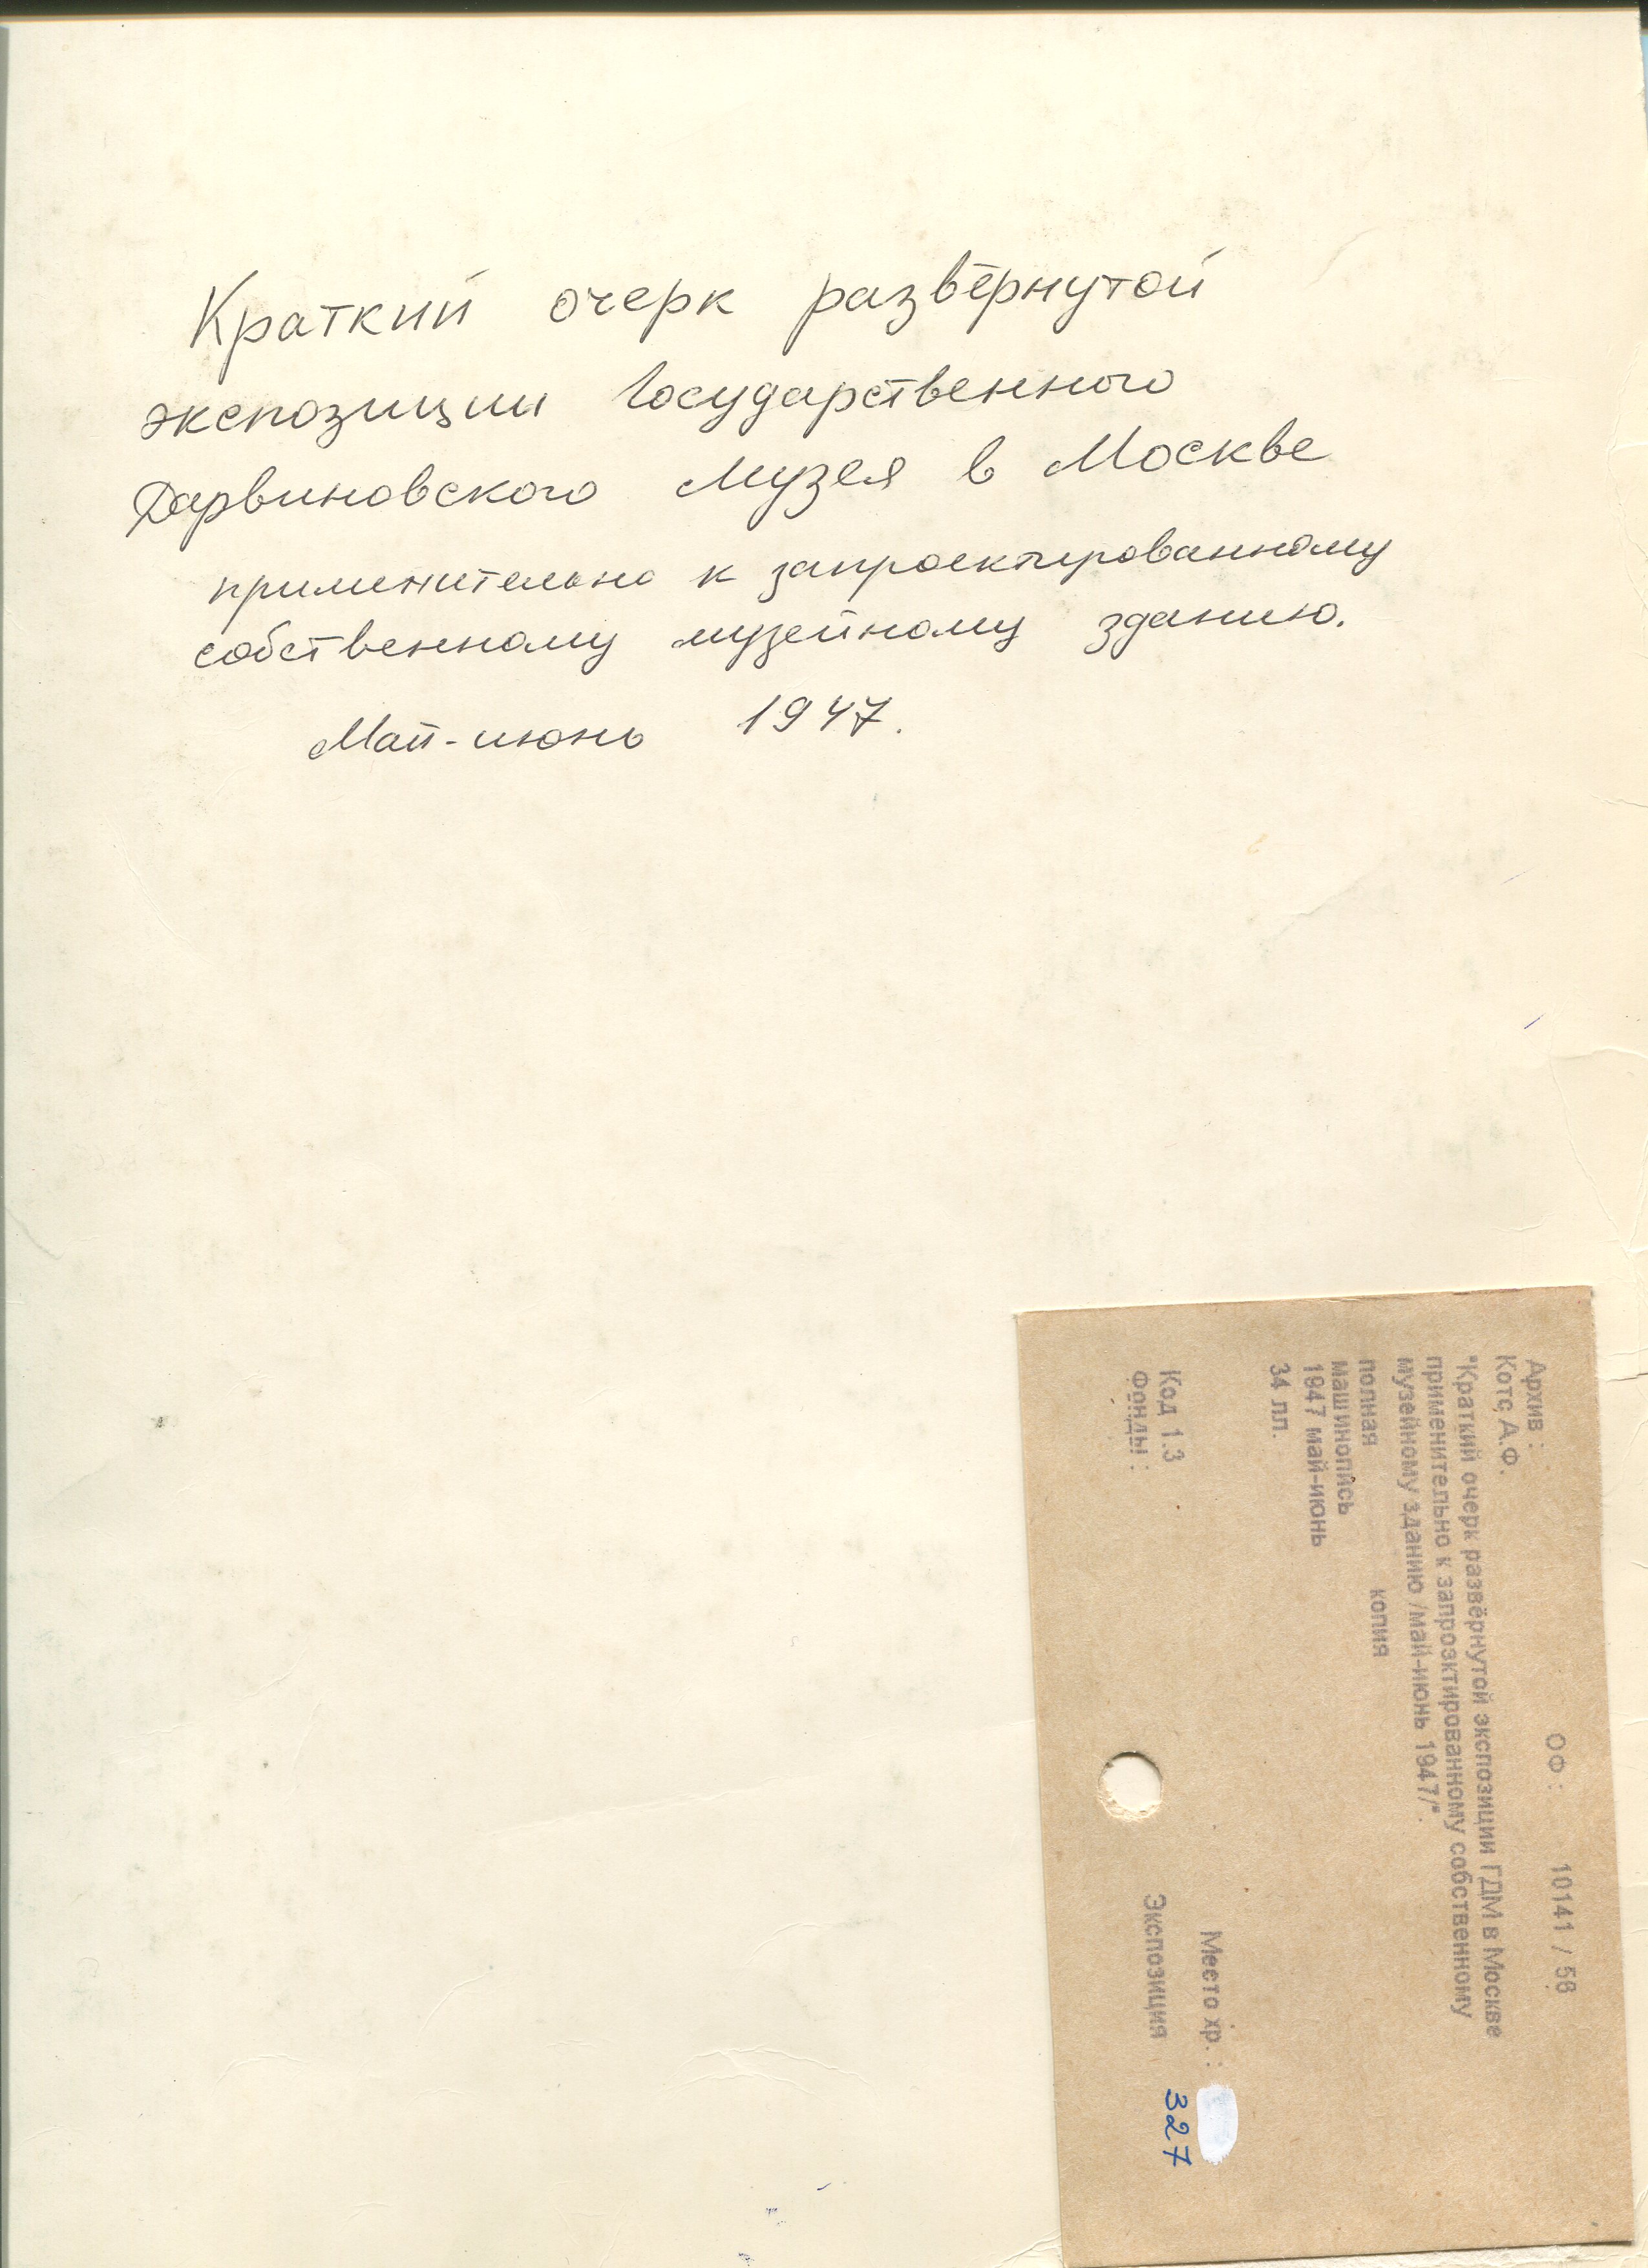 Краткий очерк развёрнутой
экспозиции Государственного
Дарвиновского Музея в Москве
применительно к запроектированному
собственному музейному зданию.
Май-июнь 1947.
ОФ: 10141 / 56
Архив:
Котс А.Ф.
"Краткий очерк развёрнутой экспозиции ГДМ в Москве
применительно к запроэктированному собственному
музейному зданию /май-июнь 1947/".
полная копия
машинопись
1947 май-июнь
34 лл.
Место хр.:
Код 1.3
Фонды: Экспозиция 327